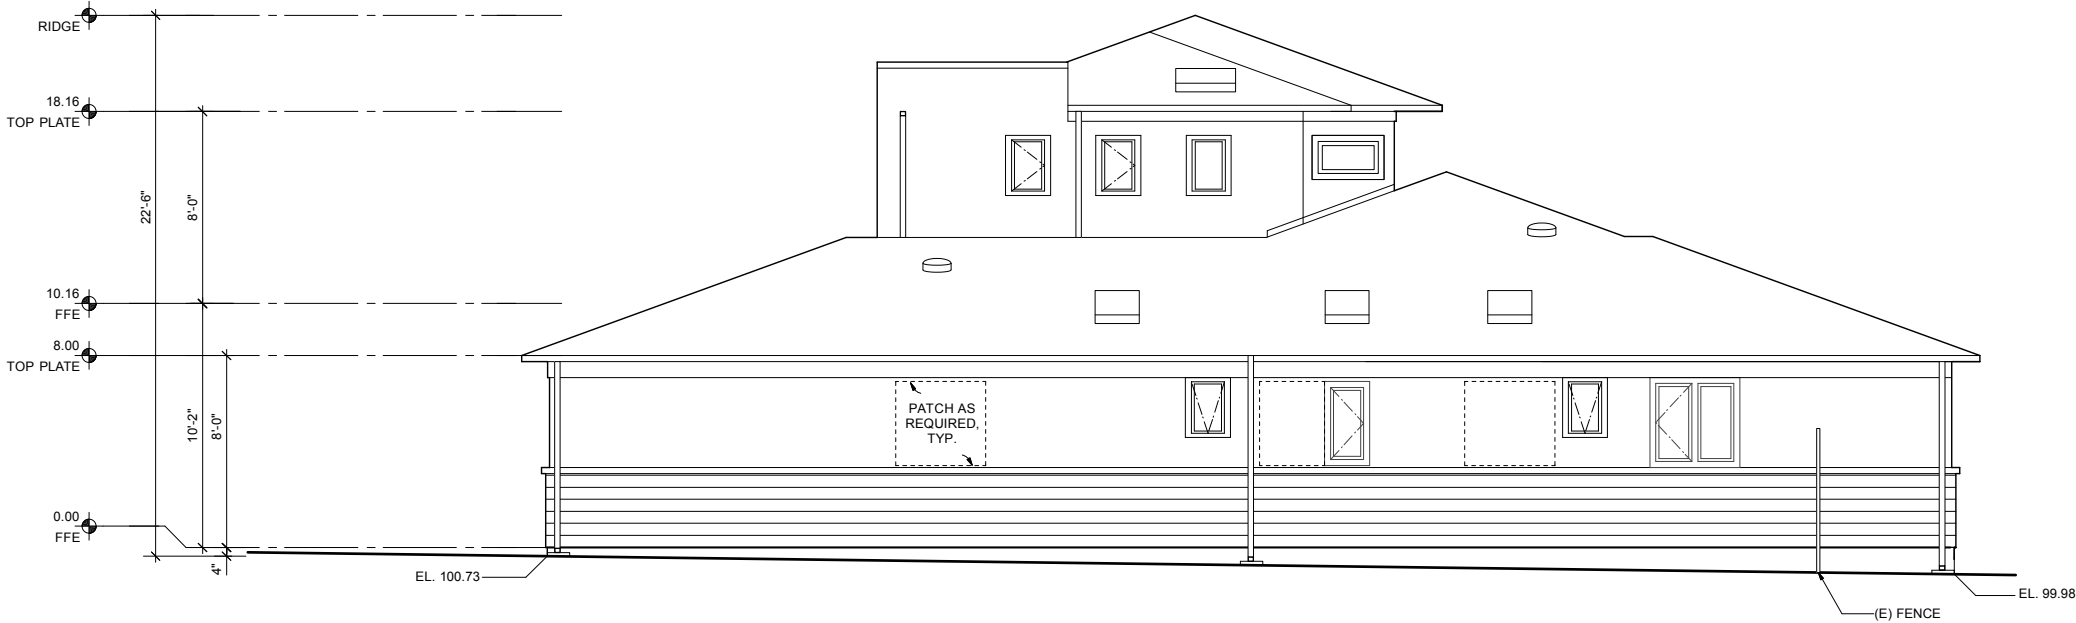 RIDGE
18.16
TOP PLATE
22'-6"
8'-0"
10.16
FFE
8.00
TOP PLATE
10'-2"
8'-0"
PATCH AS
REQUIRED,
TYP.
0.00
FFE
4"
EL. 100.73
EL. 99.98
(E) FENCE